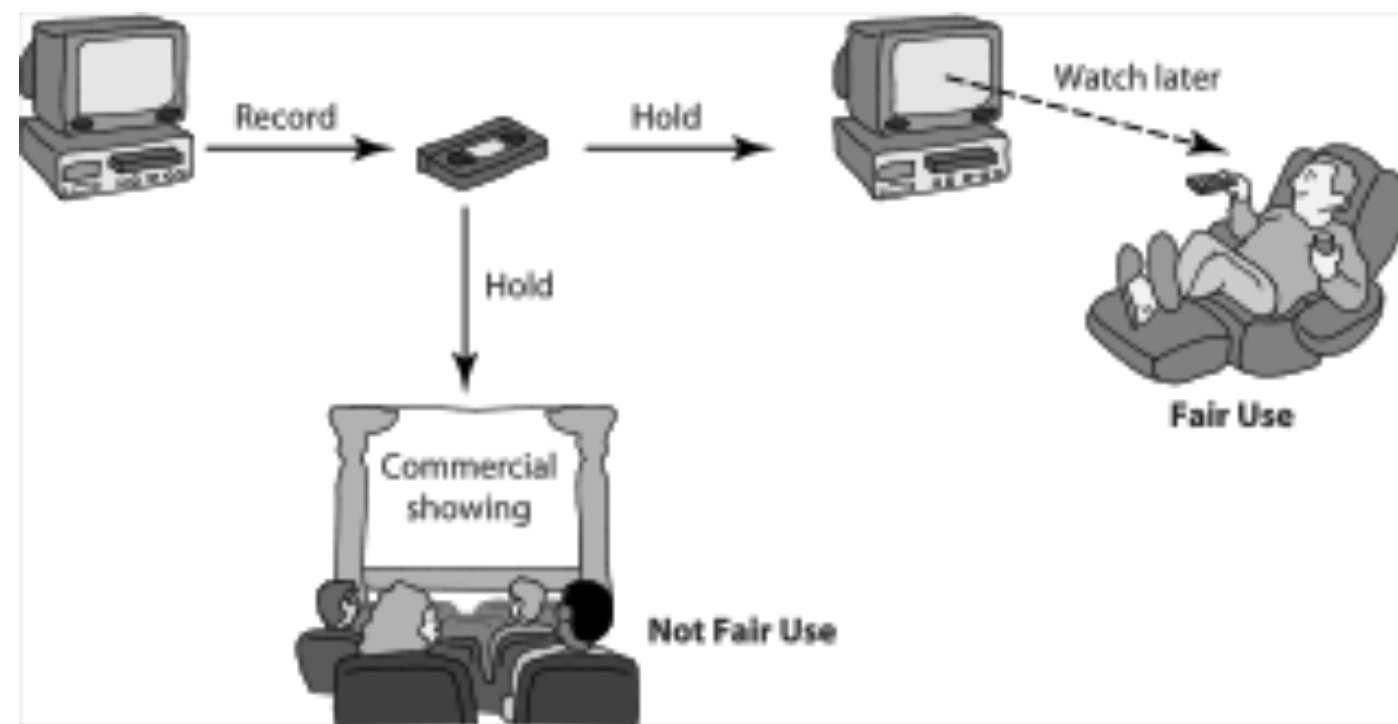 Record
Hold
Watch later
Hold
Fair Use
Commercial
showing
Not Fair Use